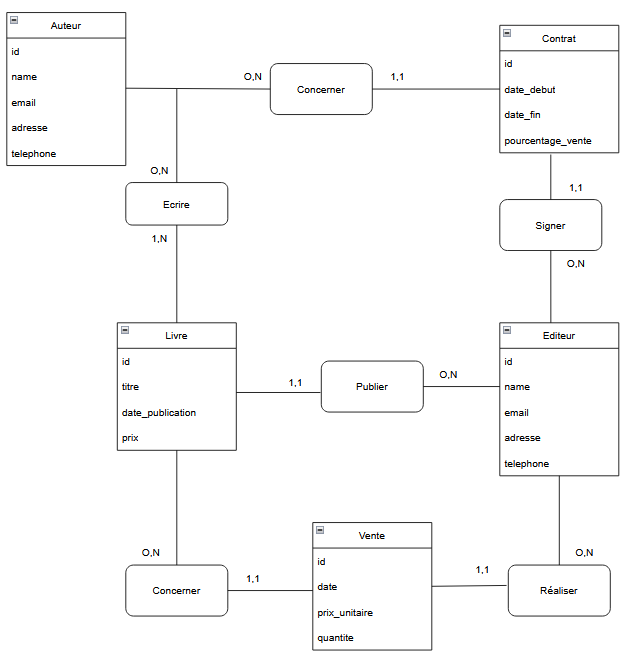 Auteur
id
name
email
adresse
telephone
O,N
Concerner
1,1
Contrat
id
date_debut
date_fin
pourcentage_vente
O,N
Ecrire
1,N
1,1
Signer
O,N
Livre
id
titre
date_publication
prix
1,1
Publier
O,N
Editeur
id
name
email
adresse
telephone
O,N
Concerner
1,1
Vente
id
date
prix_unitaire
quantite
1,1
O,N
Réaliser